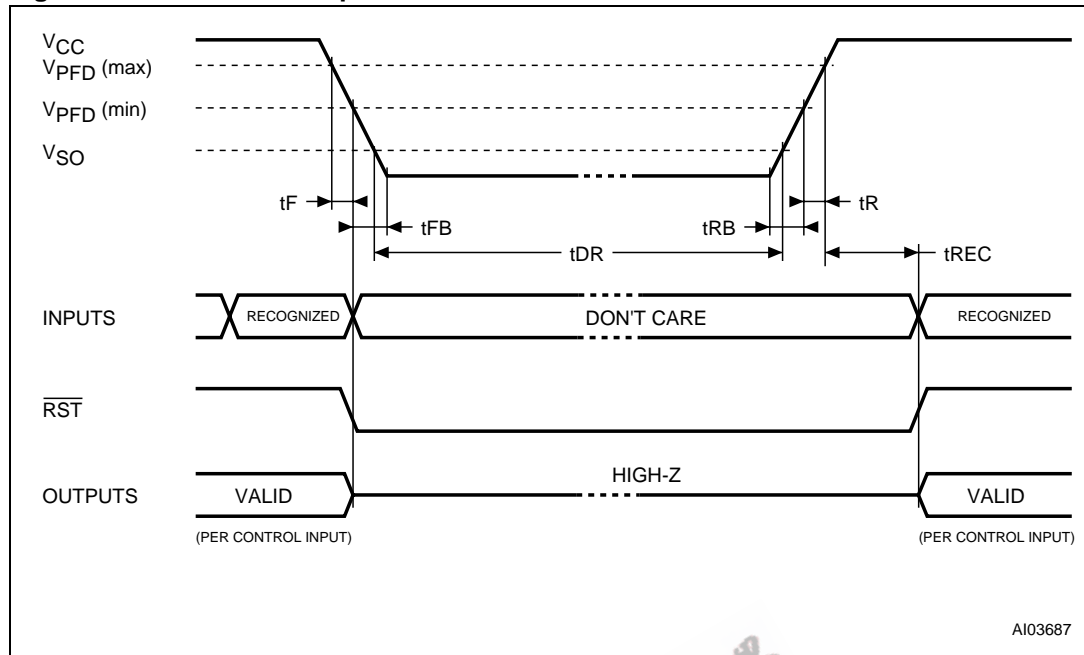 VCC
VPFD (max)
VPFD (min)
VSO
tF
tR
tFB
tRB
tDR
tREC
INPUTS
RECOGNIZED
DON'T CARE
RECOGNIZED
RST
HIGH-Z
OUTPUTS
VALID
VALID
(PER CONTROL INPUT)
(PER CONTROL INPUT)
AI03687